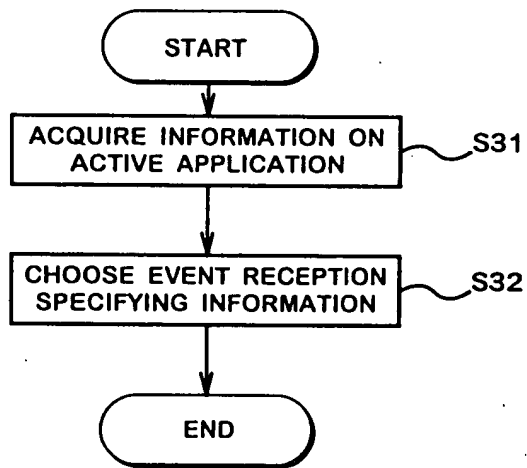 START
ACQUIRE INFORMATION ON
ACTIVE APPLICATION
S31
CHOOSE EVENT RECEPTION
SPECIFYING INFORMATION
S32
END